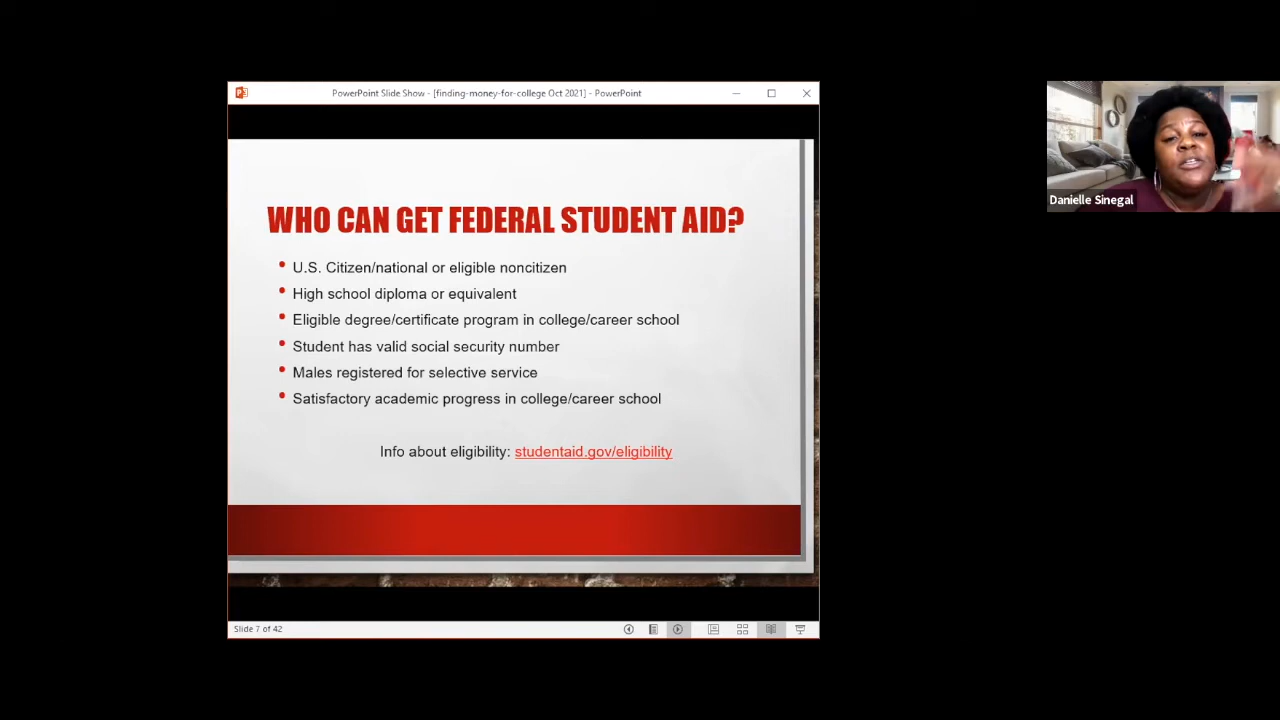 PowerPoint Slide Show - [finding-money-for-college Oct 2021] - PowerPoint
WHO CAN GET FEDERAL STUDENT AID?
• U.S. Citizen/national or eligible noncitizen
• High school diploma or equivalent
• Eligible degree/certificate program in college/career school
• Student has valid social security number
• Males registered for selective service
• Satisfactory academic progress in college/career school
Info about eligibility: studentaid.gov/eligibility
Slide 7 of 42
Danielle Sinegal